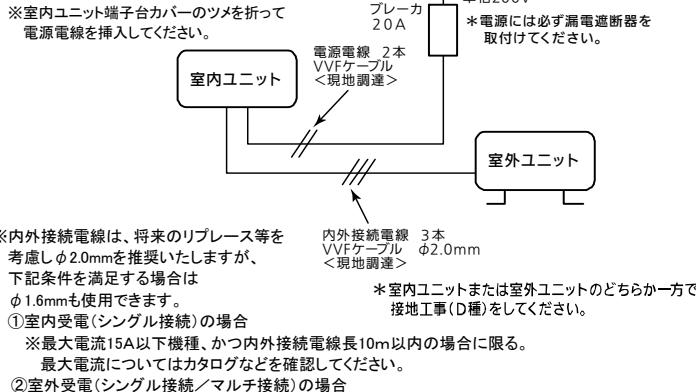 ※室内ユニット端子台カバーのツメを折って
電源電線を挿入してください。
ブレーカ
20A
＊電源には必ず漏電遮断器を
取付けてください。
電源電線 2本
VVFケーブル
＜現地調達＞
室内ユニット
室外ユニット
内外接続電線 3本
VVFケーブル φ2.0mm
＜現地調達＞
※内外接続電線は、将来のリプレース等を
考慮しφ2.0mmを推奨いたしますが、
下記条件を満足する場合は
φ1.6mmも使用できます。
＊室内ユニットまたは室外ユニットのどちらか一方で
接地工事（D種）をしてください。
①室内受電（シングル接続）の場合
※最大電流15A以下機種、かつ内外接続電線長10m以内の場合に限る。
最大電流についてはカタログなどを確認してください。
②室外受電（シングル接続／マルチ接続）の場合